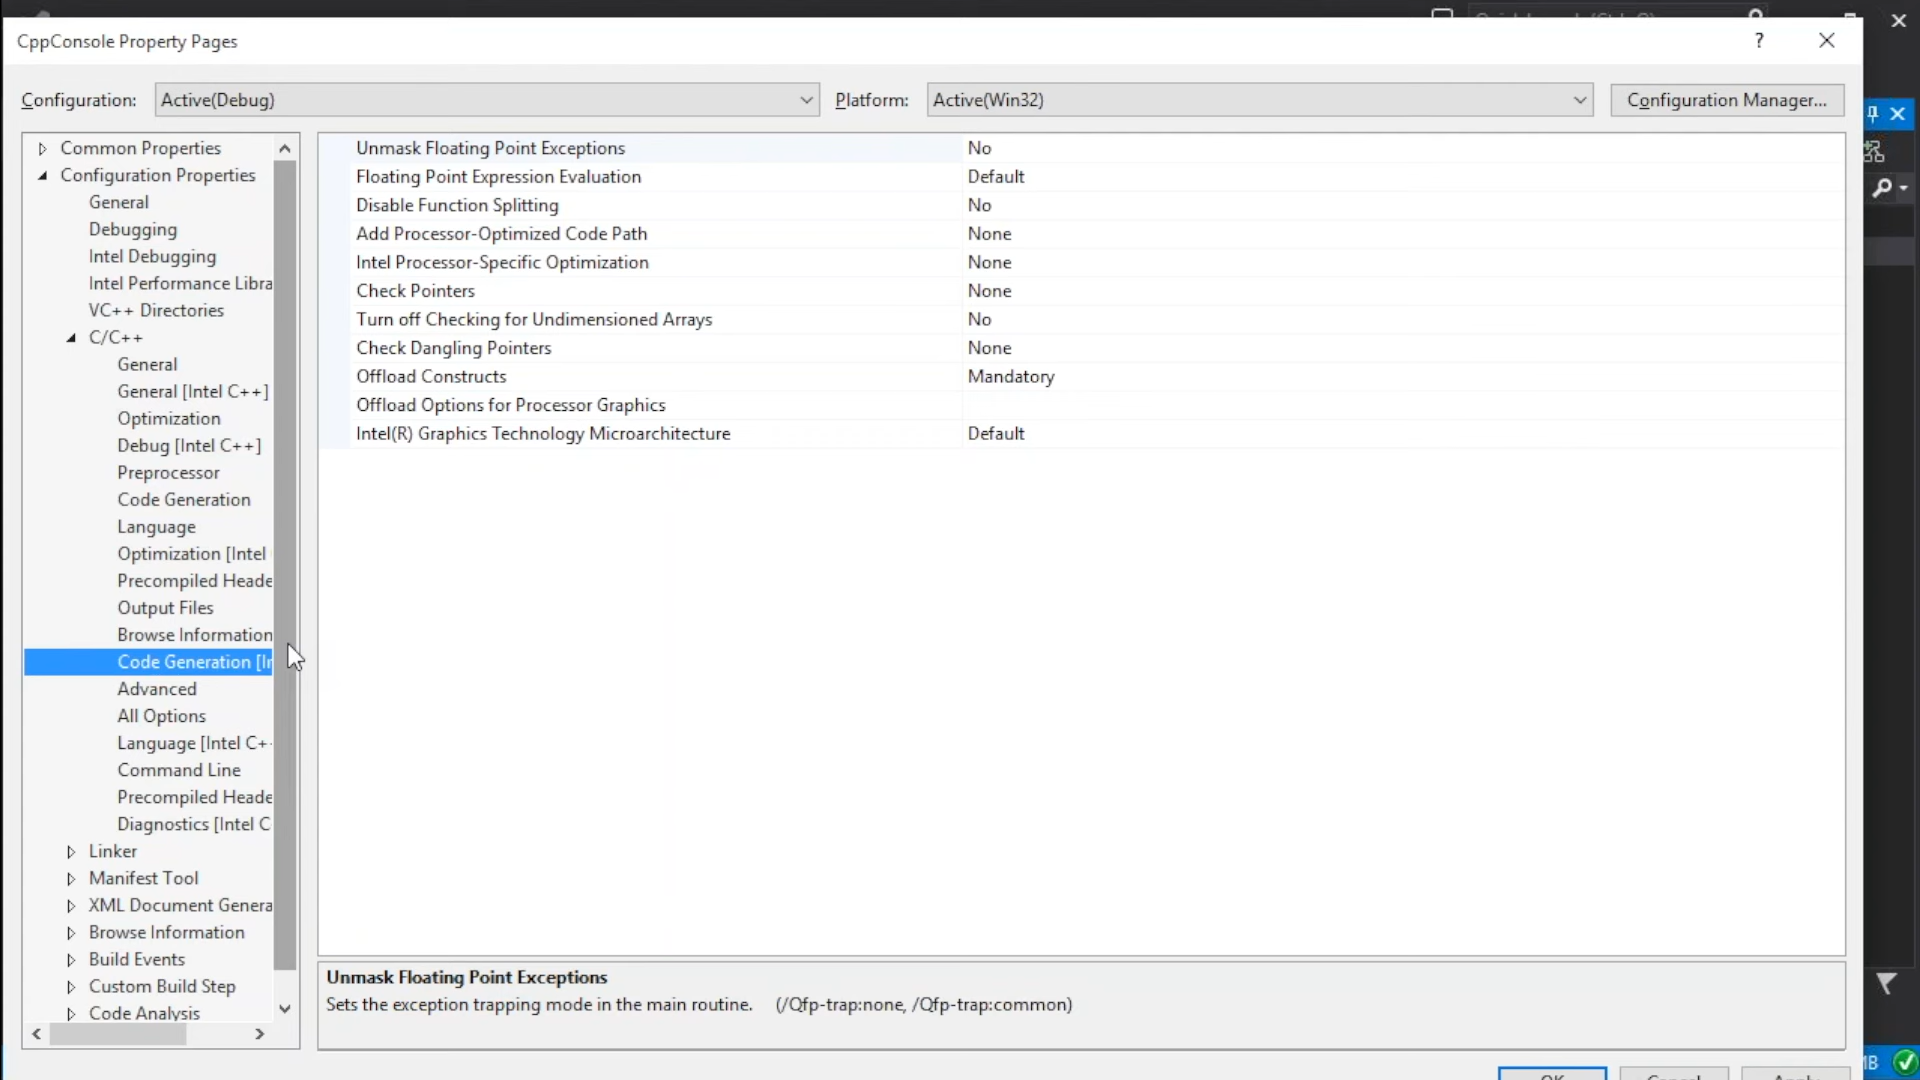 CppConsole Property Pages
?
Configuration: Active(Debug) Platform: Active(Win32) Configuration Manager...
Common Properties
Configuration Properties
General
Debugging
Intel Debugging
Intel Performance Libra
VC++ Directories
C/C++
General
General [Intel C++]
Optimization
Debug [Intel C++]
Preprocessor
Code Generation
Language
Optimization [Intel
Precompiled Heade
Output Files
Browse Information
Code Generation [In
Advanced
All Options
Language [Intel C+
Command Line
Precompiled Heade
Diagnostics [Intel C
Linker
Manifest Tool
XML Document Genera
Browse Information
Build Events
Custom Build Step
Code Analysis
Unmask Floating Point Exceptions No
Floating Point Expression Evaluation Default
Disable Function Splitting No
Add Processor-Optimized Code Path None
Intel Processor-Specific Optimization None
Check Pointers None
Turn off Checking for Undimensioned Arrays No
Check Dangling Pointers None
Offload Constructs Mandatory
Offload Options for Processor Graphics
Intel(R) Graphics Technology Microarchitecture Default
Unmask Floating Point Exceptions
Sets the exception trapping mode in the main routine. (/Qfp-trap:none, /Qfp-trap:common)
OK Cancel Apply
MB